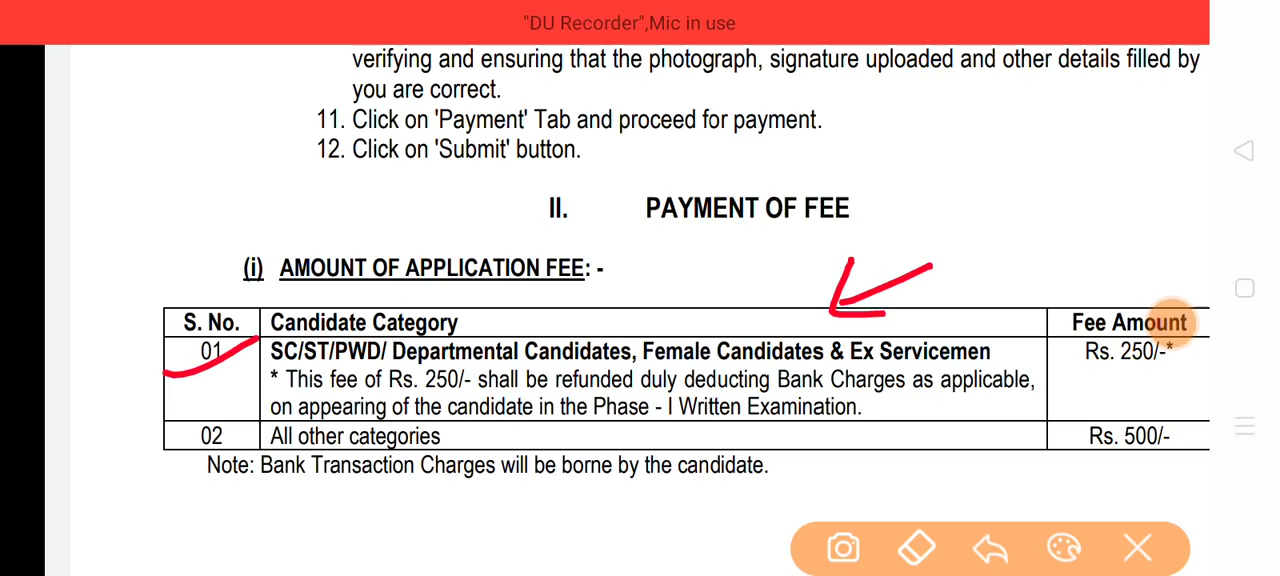 "DU Recorder",Mic in use
verifying and ensuring that the photograph, signature uploaded and other details filled by
you are correct.
11. Click on 'Payment' Tab and proceed for payment.
12. Click on 'Submit' button.
II. PAYMENT OF FEE
(i) AMOUNT OF APPLICATION FEE: -
S. No. Candidate Category Fee Amount
01 SC/ST/PWD/ Departmental Candidates, Female Candidates & Ex Servicemen Rs. 250/-*
* This fee of Rs. 250/- shall be refunded duly deducting Bank Charges as applicable,
on appearing of the candidate in the Phase - I Written Examination.
02 All other categories Rs. 500/-
Note: Bank Transaction Charges will be borne by the candidate.